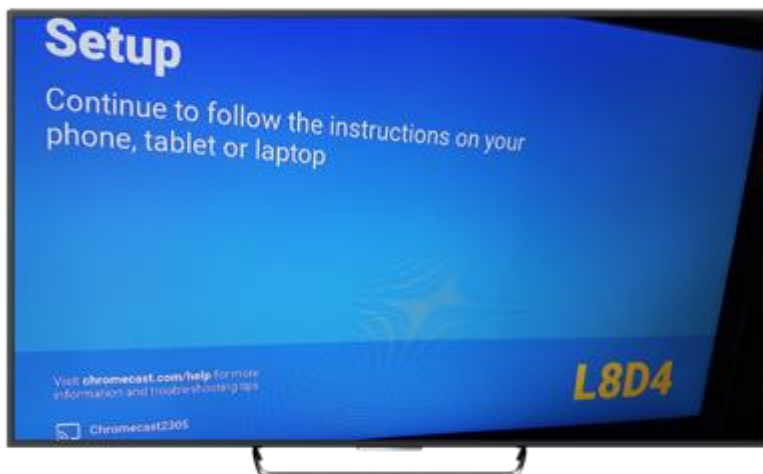 Setup
Continue to follow the instructions on your
phone, tablet or laptop
Visit chromecast.com/help for more
information and troubleshooting tips
L8D4
Chromecast2305